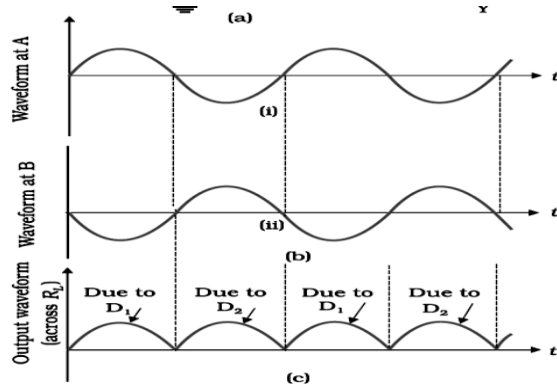 (a)
Y
Waveform at A
t
(i)
Waveform at B
t
(ii)
(b)
Output waveform
(across R_L)
Due to
D₁
Due to
D₂
Due to
D₁
Due to
D₂
t
(c)